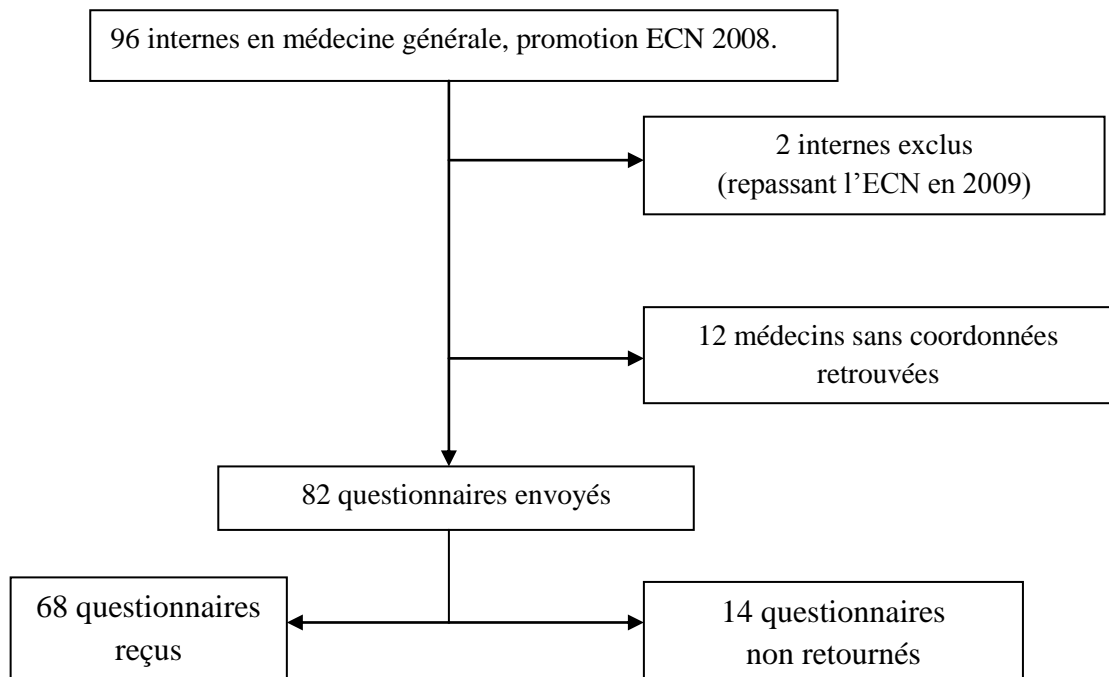 96 internes en médecine générale, promotion ECN 2008.
2 internes exclus
(repassant l’ECN en 2009)
12 médecins sans coordonnées
retrouvées
82 questionnaires envoyés
68 questionnaires
reçus
14 questionnaires
non retournés